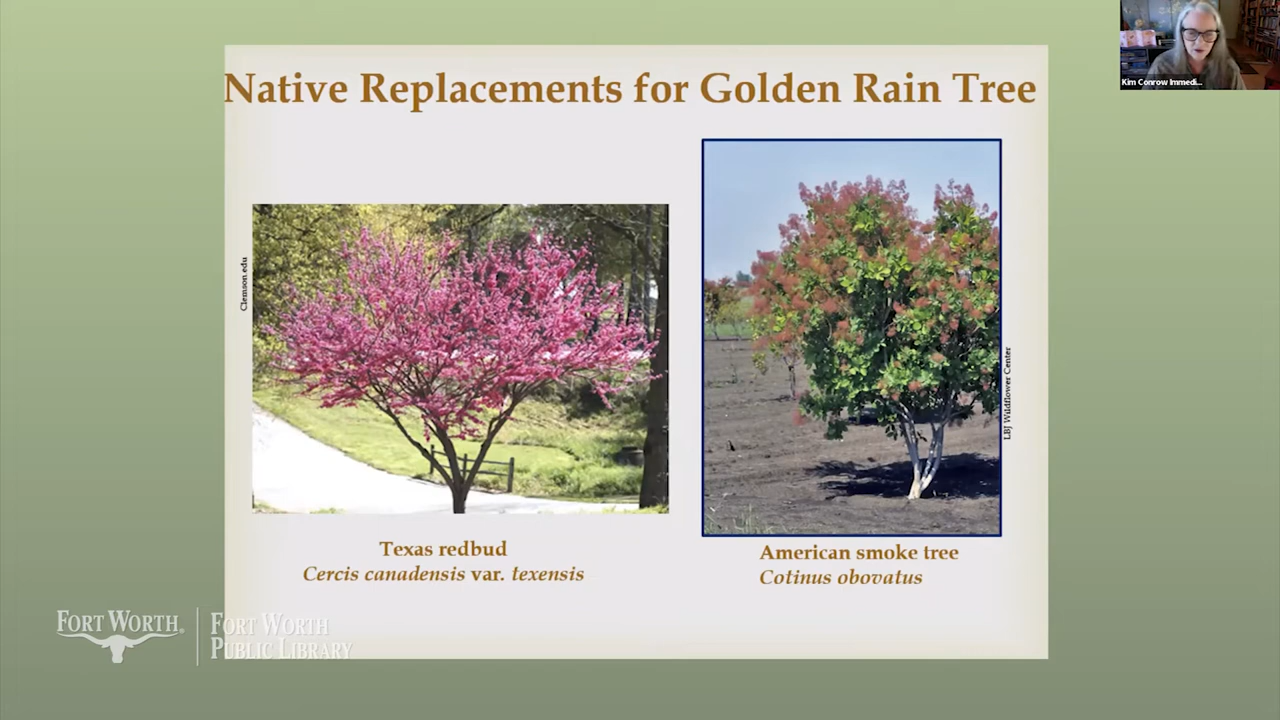 Native Replacements for Golden Rain Tree
Kim Conrow Immedi...
Clemson.edu
LBJ Wildflower Center
Texas redbud
Cercis canadensis var. texensis
American smoke tree
Cotinus obovatus
FORT WORTH®
FORT WORTH
PUBLIC LIBRARY